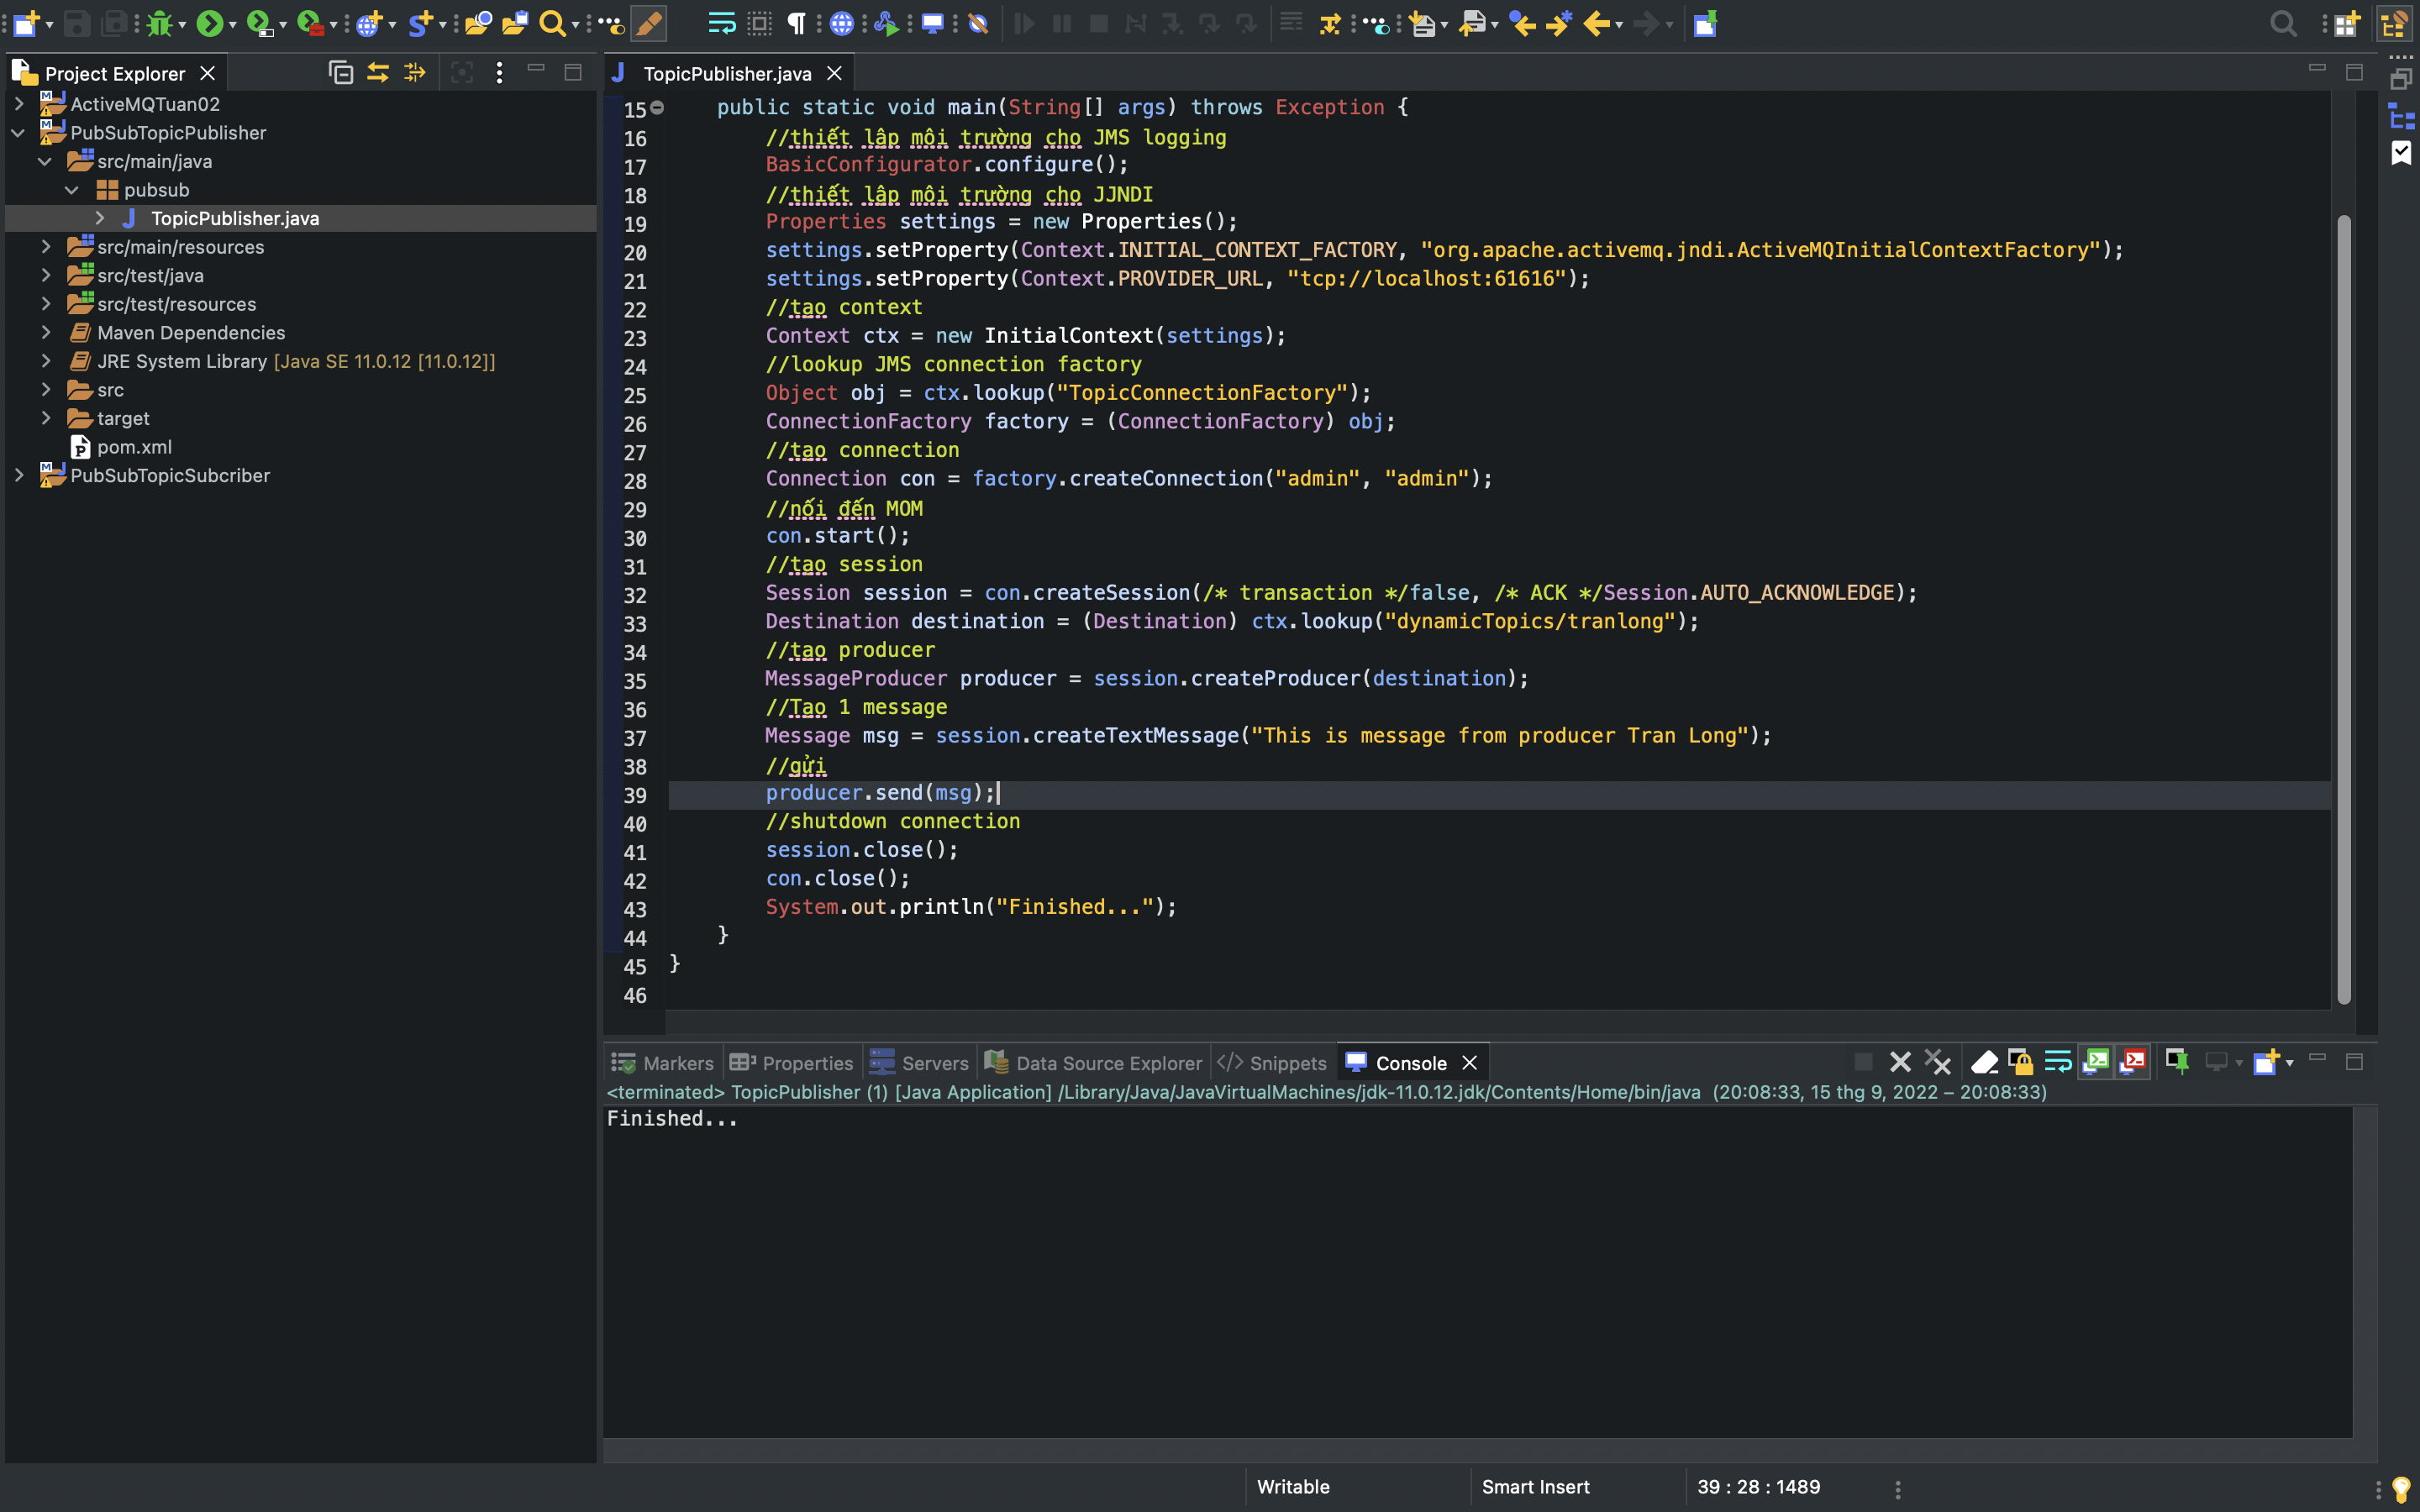 Project Explorer
ActiveMQTuan02
PubSubTopicPublisher
src/main/java
pubsub
TopicPublisher.java
src/main/resources
src/test/java
src/test/resources
Maven Dependencies
JRE System Library [Java SE 11.0.12 [11.0.12]]
src
target
pom.xml
PubSubTopicSubcriber
TopicPublisher.java
15 public static void main(String[] args) throws Exception {
16 //thiết lập môi trường cho JMS logging
17 BasicConfigurator.configure();
18 //thiết lập môi trường cho JJNDI
19 Properties settings = new Properties();
20 settings.setProperty(Context.INITIAL_CONTEXT_FACTORY, "org.apache.activemq.jndi.ActiveMQInitialContextFactory");
21 settings.setProperty(Context.PROVIDER_URL, "tcp://localhost:61616");
22 //tạo context
23 Context ctx = new InitialContext(settings);
24 //lookup JMS connection factory
25 Object obj = ctx.lookup("TopicConnectionFactory");
26 ConnectionFactory factory = (ConnectionFactory) obj;
27 //tạo connection
28 Connection con = factory.createConnection("admin", "admin");
29 //nối đến MOM
30 con.start();
31 //tạo session
32 Session session = con.createSession(/* transaction */false, /* ACK */Session.AUTO_ACKNOWLEDGE);
33 Destination destination = (Destination) ctx.lookup("dynamicTopics/tranlong");
34 //tạo producer
35 MessageProducer producer = session.createProducer(destination);
36 //Tạo 1 message
37 Message msg = session.createTextMessage("This is message from producer Tran Long");
38 //gửi
39 producer.send(msg);
40 //shutdown connection
41 session.close();
42 con.close();
43 System.out.println("Finished...");
44 }
45 }
46
Markers Properties Servers Data Source Explorer Snippets Console
<terminated> TopicPublisher (1) [Java Application] /Library/Java/JavaVirtualMachines/jdk-11.0.12.jdk/Contents/Home/bin/java (20:08:33, 15 thg 9, 2022 – 20:08:33)
Finished...
Writable Smart Insert 39 : 28 : 1489